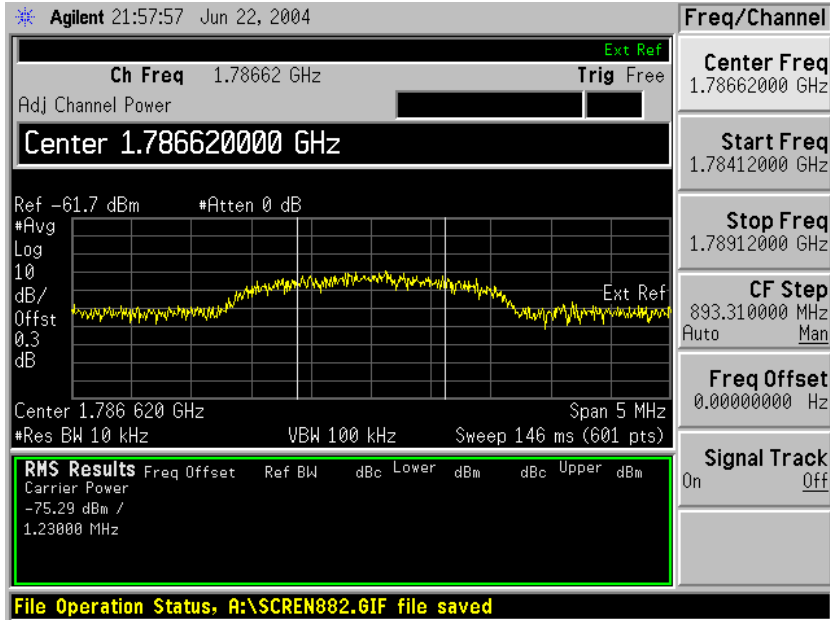 Agilent 21:57:57 Jun 22, 2004
Freq/Channel
Ext Ref
Ch Freq 1.78662 GHz Trig Free
Adj Channel Power
Center 1.786620000 GHz
Ref -61.7 dBm #Atten 0 dB
#Avg
Log
10
dB/
Offst
0.3
dB
Ext Ref
Center 1.786 620 GHz Span 5 MHz
#Res BW 10 kHz VBW 100 kHz Sweep 146 ms (601 pts)
RMS Results Freq Offset Ref BW dBc Lower dBm dBc Upper dBm
Carrier Power
-75.29 dBm /
1.23000 MHz
Center Freq
1.78662000 GHz
Start Freq
1.78412000 GHz
Stop Freq
1.78912000 GHz
CF Step
893.310000 MHz
Auto Man
Freq Offset
0.00000000 Hz
Signal Track
On Off
File Operation Status, A:\SCREN882.GIF file saved